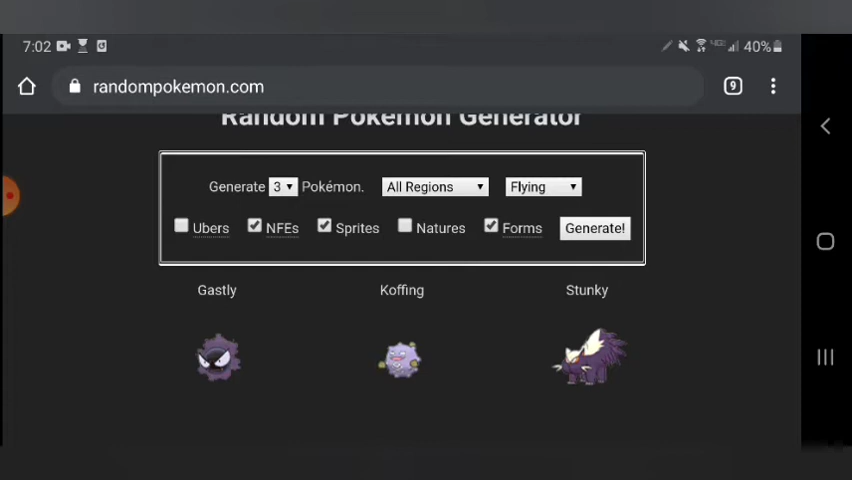 7:02 40%
randompokemon.com 9
Random Pokémon Generator
Generate 3 Pokémon. All Regions Flying
Ubers NFEs Sprites Natures Forms Generate!
Gastly Koffing Stunky